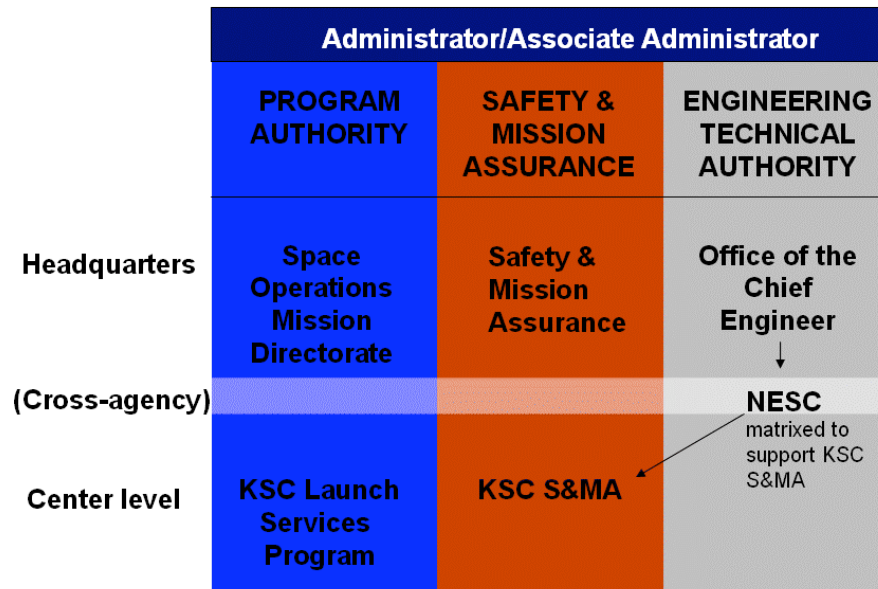 Administrator/Associate Administrator
PROGRAM
AUTHORITY
SAFETY &
MISSION
ASSURANCE
ENGINEERING
TECHNICAL
AUTHORITY
Headquarters
Space
Operations
Mission
Directorate
Safety &
Mission
Assurance
Office of the
Chief
Engineer
(Cross-agency)
NESC
matrixed to
support KSC
S&MA
Center level
KSC Launch
Services
Program
KSC S&MA